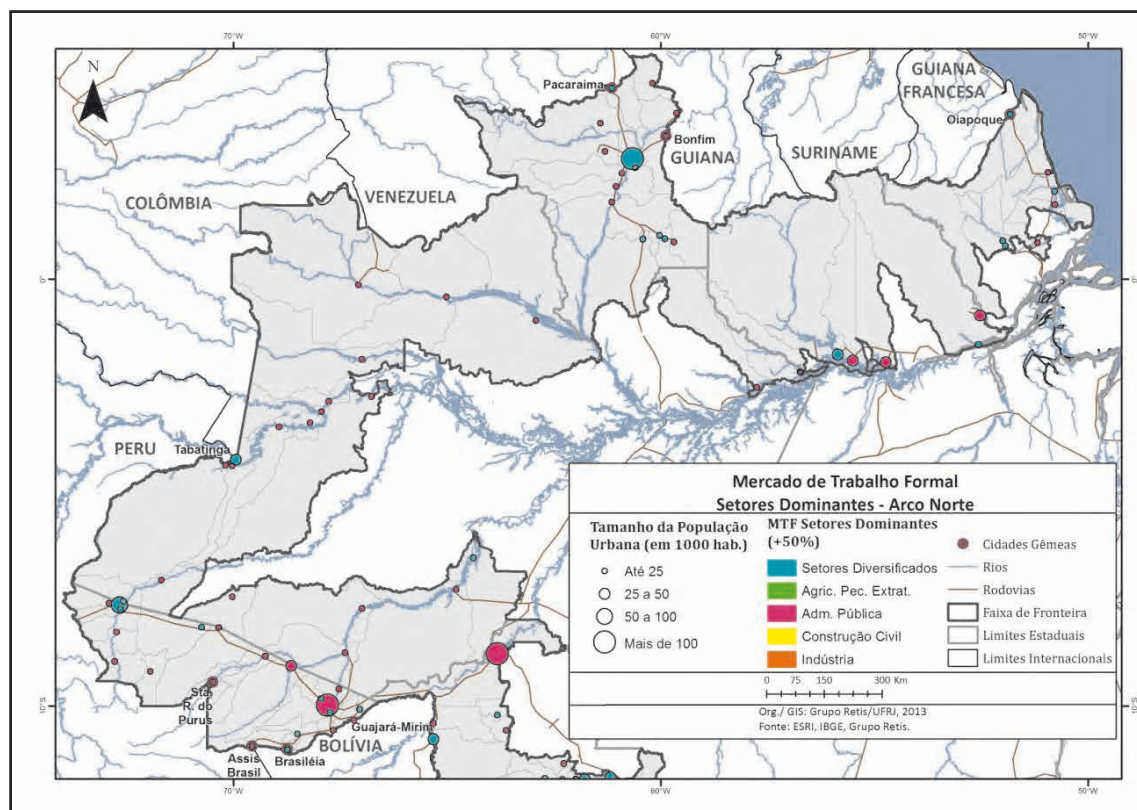 70°W
60°W
50°W
N
GUIANA
FRANCESA
Pacaraima
Oiapoque
Bonfim
GUIANA
SURINAME
VENEZUELA
COLÔMBIA
0°
0°
PERU
Tabatinga
Sta.
R. do
Purus
Guajará-Mirim
BOLÍVIA
Assis
Brasil
Brasiléia
10°S
10°S
70°W
60°W
50°W
Mercado de Trabalho Formal
Setores Dominantes - Arco Norte
Tamanho da População
Urbana (em 1000 hab.)
Até 25
25 a 50
50 a 100
Mais de 100
MTF Setores Dominantes
(+50%)
Setores Diversificados
Agric. Pec. Extrat.
Adm. Pública
Construção Civil
Indústria
Cidades Gêmeas
Rios
Rodovias
Faixa de Fronteira
Limites Estaduais
Limites Internacionais
0 75 150 300 Km
Org./ GIS: Grupo Retis/UFRJ, 2013
Fonte: ESRI, IBGE, Grupo Retis.